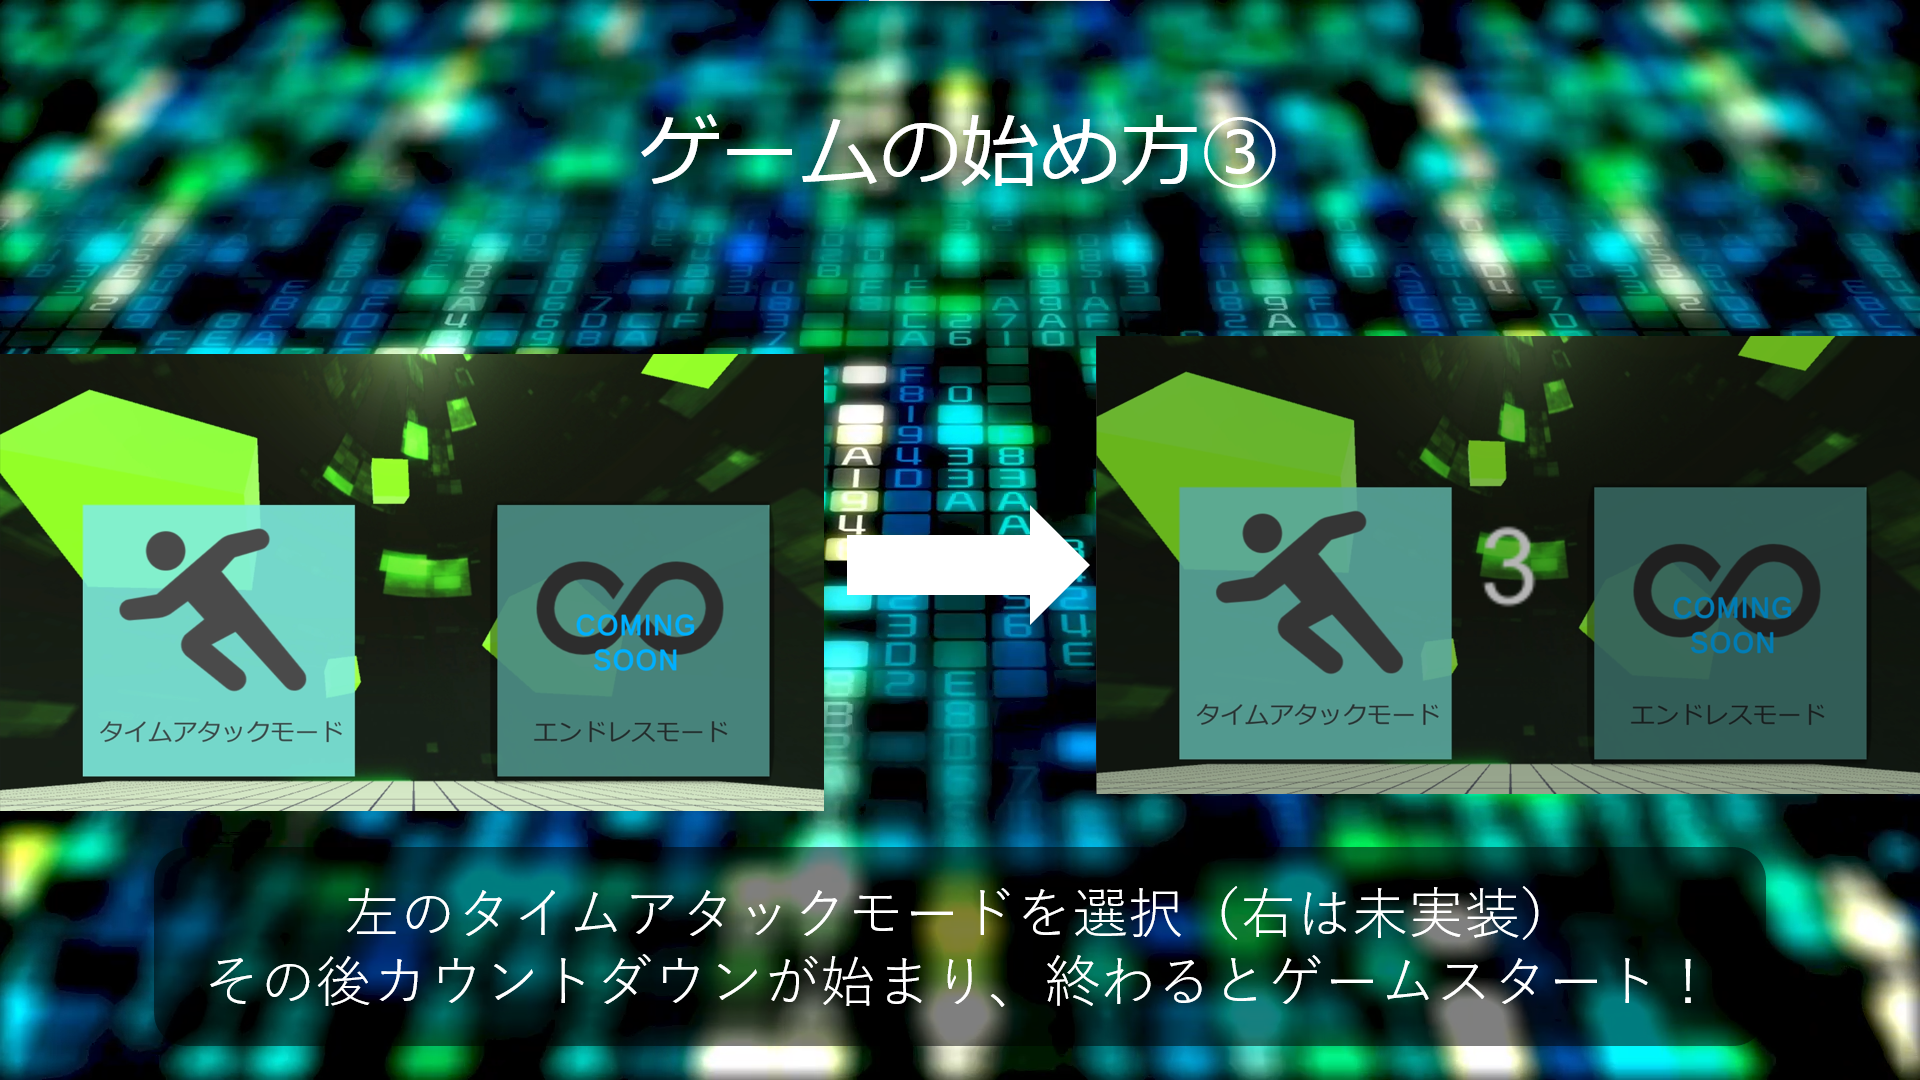 ゲームの始め方③
COMING
SOON
タイムアタックモード
エンドレスモード
3
COMING
SOON
タイムアタックモード
エンドレスモード
左のタイムアタックモードを選択（右は未実装）
その後カウントダウンが始まり、終わるとゲームスタート！